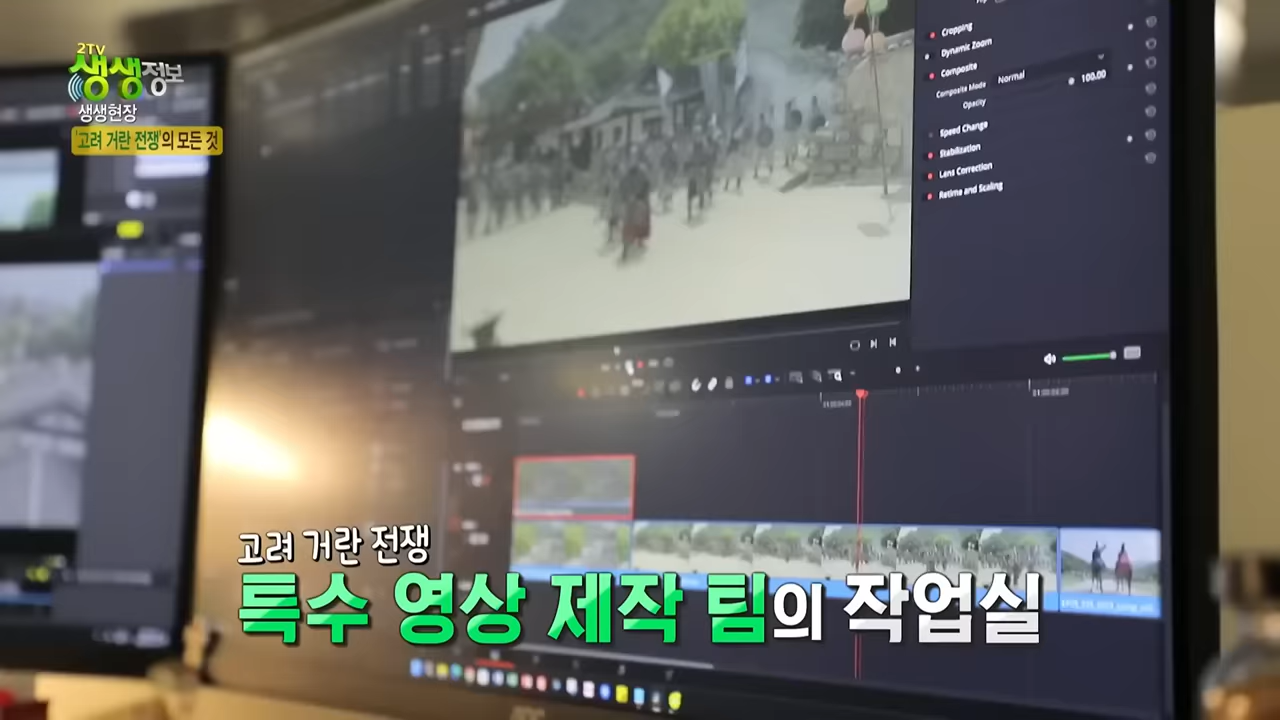 2TV
생생정보
생생현장
'고려 거란 전쟁'의 모든 것
Cropping
Dynamic Zoom
Composite
Composite Mode Normal
Opacity 100.00
Speed Change
Stabilization
Lens Correction
Retime and Scaling
고려 거란 전쟁
특수 영상 제작 팀의 작업실